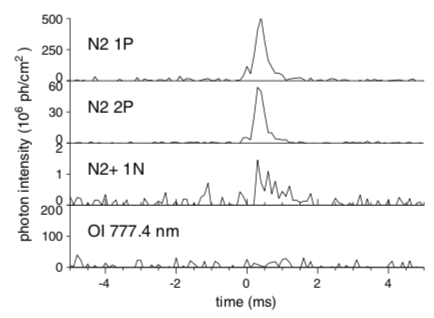 500
250
0
N2 1P
60
30
0
N2 2P
2
1
0
N2+ 1N
200
100
0
OI 777.4 nm
photon intensity (10⁶ ph/cm² )
-4 -2 0 2 4
time (ms)